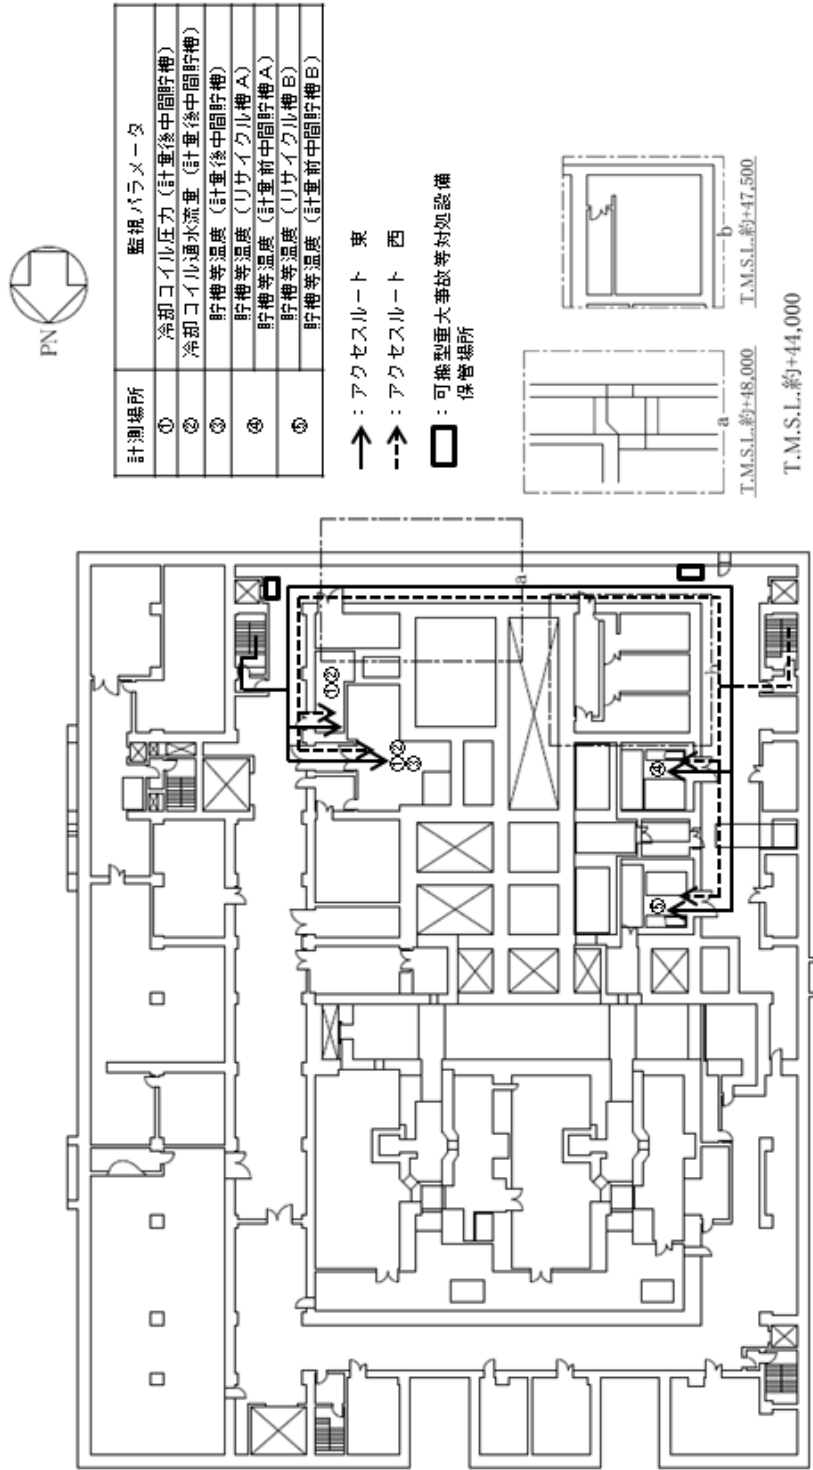 PN
計測場所 監視パラメータ
① 冷却コイル圧力(計量後中間貯槽)
② 冷却コイル通水流量(計量後中間貯槽)
③ 貯槽等温度(計量後中間貯槽)
④ 貯槽等温度(リサイクル槽A)
貯槽等温度(計量前中間貯槽A)
⑤ 貯槽等温度(リサイクル槽B)
貯槽等温度(計量前中間貯槽B)
:アクセスルート 東
:アクセスルート 西
:可搬型重大事故等対処設備
保管場所
a
T.M.S.L.約+48,000
b
T.M.S.L.約+47,500
T.M.S.L.約+44,000
①②
①②
③
④
⑤
a
b